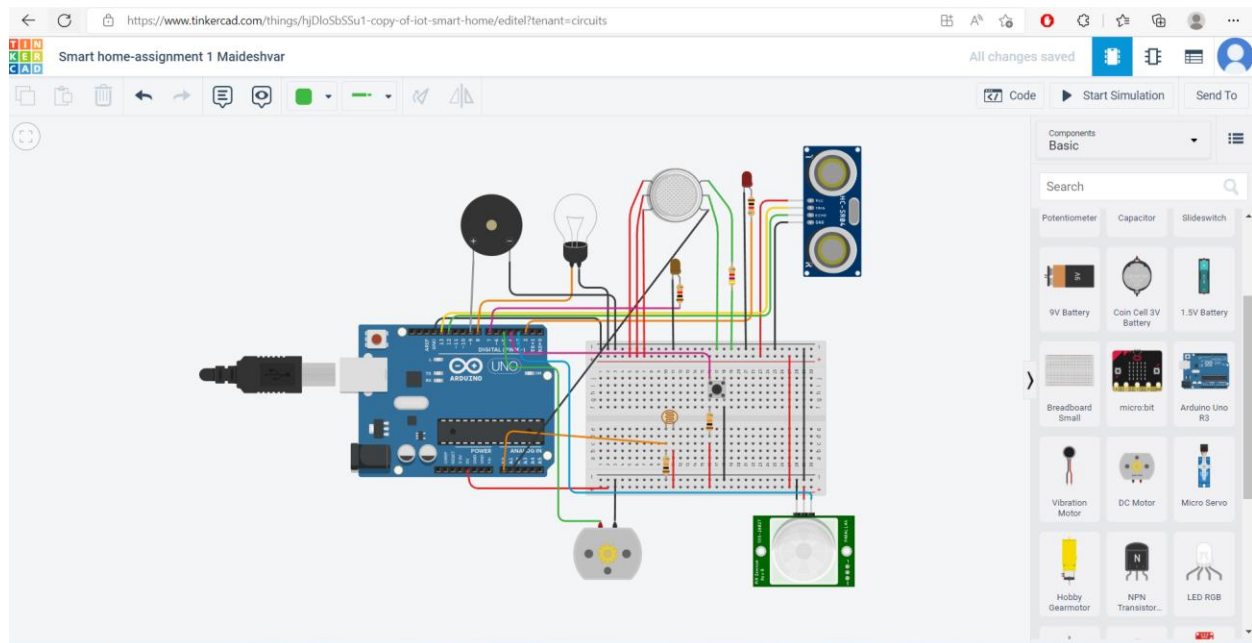 https://www.tinkercad.com/things/hjDloSbSSu1-copy-of-iot-smart-home/editel?tenant=circuits
TIN
KER
CAD
Smart home-assignment 1 Maideshvar
All changes saved
Code
Start Simulation
Send To
Components
Basic
Search
Potentiometer
Capacitor
Slideswitch
9V Battery
Coin Cell 3V
Battery
1.5V Battery
Breadboard
Small
micro:bit
Arduino Uno
R3
Vibration
Motor
DC Motor
Micro Servo
Hobby
Gearmotor
NPN
Transistor...
LED RGB
HC-SR04
DIGITAL
UNO
ARDUINO
POWER
ANALOG IN